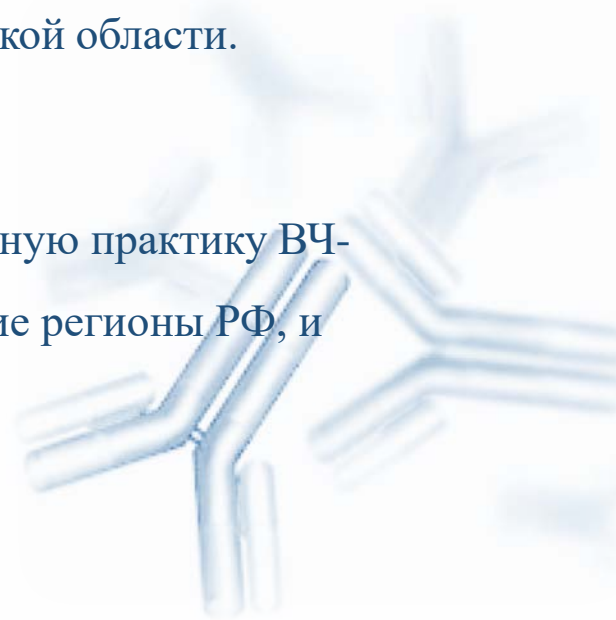 кой области.
ную практику ВЧ-
ие регионы РФ, и